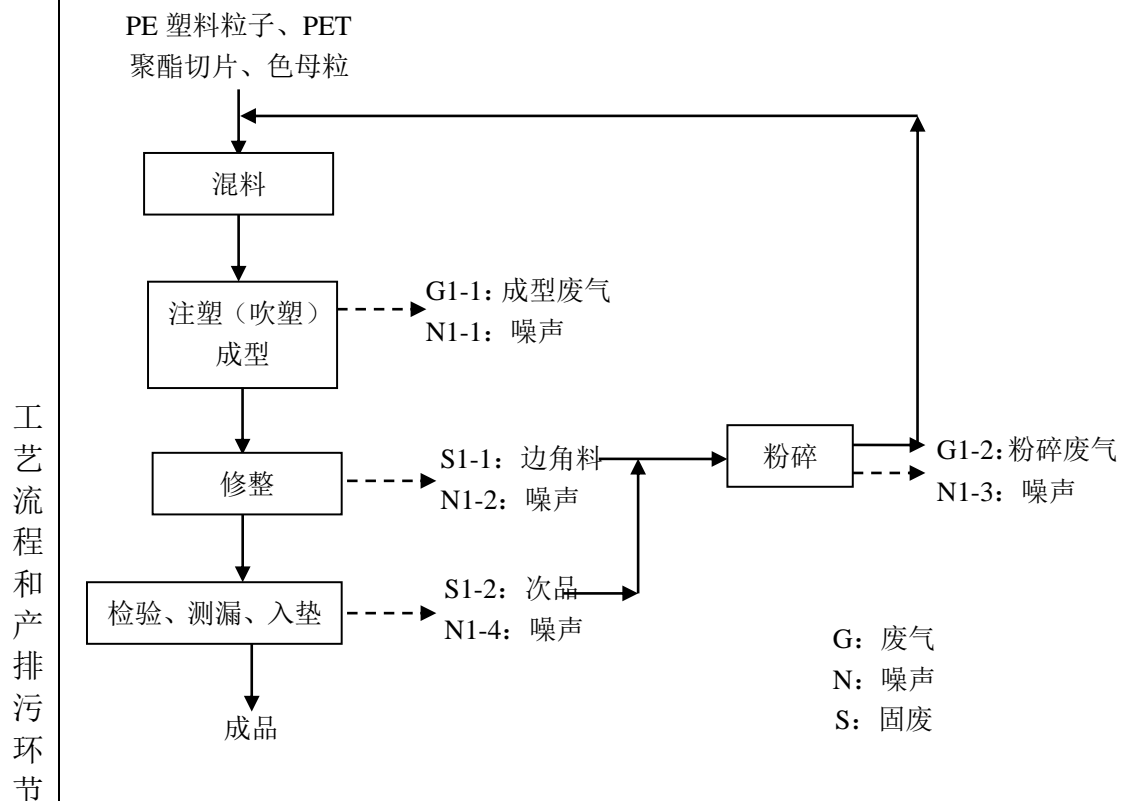 PE 塑料粒子、PET
聚酯切片、色母粒
混料
注塑（吹塑）
成型
G1-1：成型废气
N1-1：噪声
修整
S1-1：边角料
N1-2：噪声
粉碎
G1-2：粉碎废气
N1-3：噪声
检验、测漏、入垫
S1-2：次品
N1-4：噪声
成品
G：废气
N：噪声
S：固废
工
艺
流
程
和
产
排
污
环
节